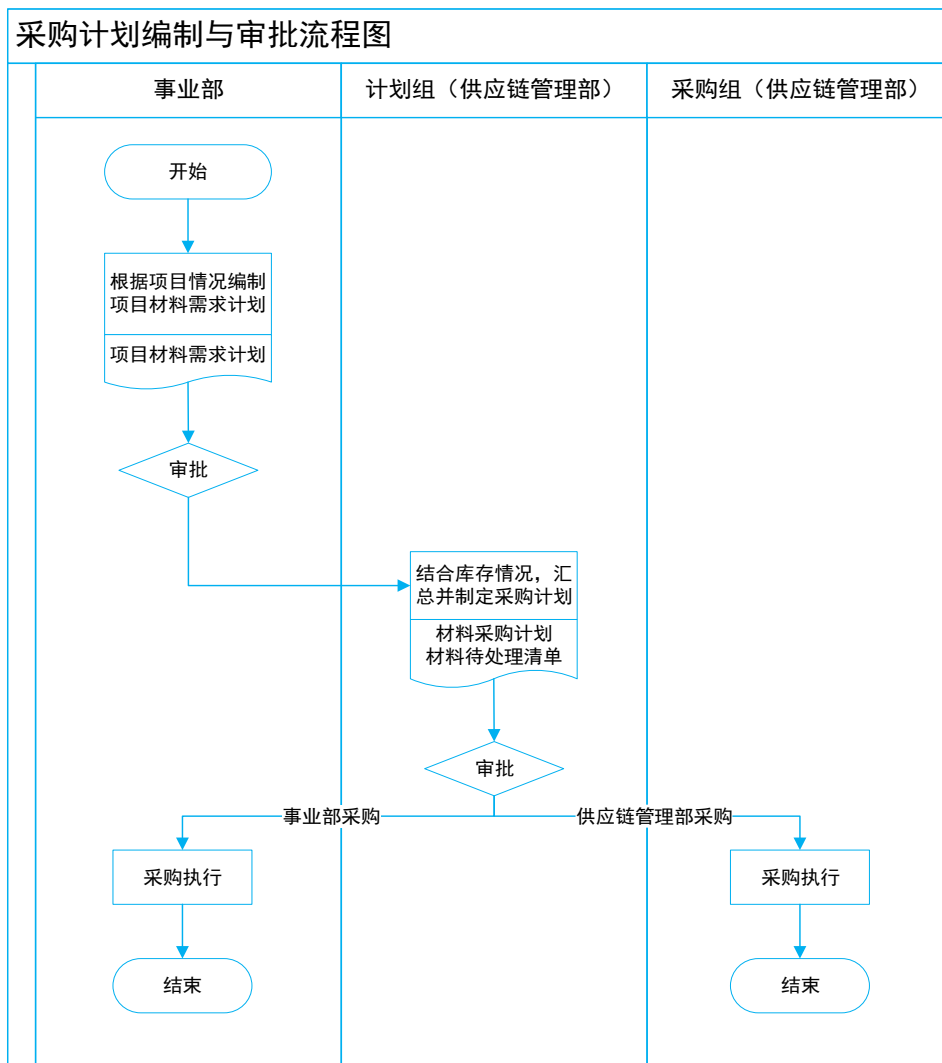 采购计划编制与审批流程图
事业部
计划组（供应链管理部）
采购组（供应链管理部）
开始
根据项目情况编制
项目材料需求计划
项目材料需求计划
审批
结合库存情况，汇
总并制定采购计划
材料采购计划
材料待处理清单
审批
事业部采购
供应链管理部采购
采购执行
采购执行
结束
结束